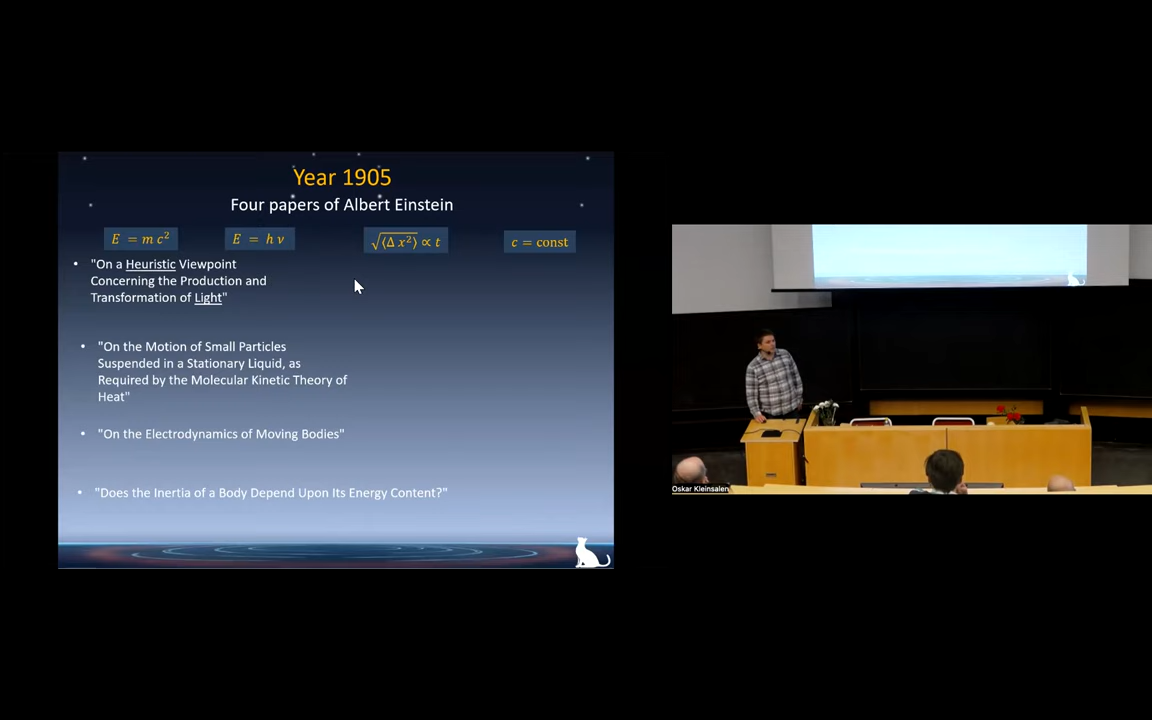 Year 1905
Four papers of Albert Einstein
E = m c²
E = h ν
√⟨Δ x²⟩ ∝ t
c = const
• "On a Heuristic Viewpoint
Concerning the Production and
Transformation of Light"
• "On the Motion of Small Particles
Suspended in a Stationary Liquid, as
Required by the Molecular Kinetic Theory of
Heat"
• "On the Electrodynamics of Moving Bodies"
• "Does the Inertia of a Body Depend Upon Its Energy Content?"
Oskar Kleinsalen